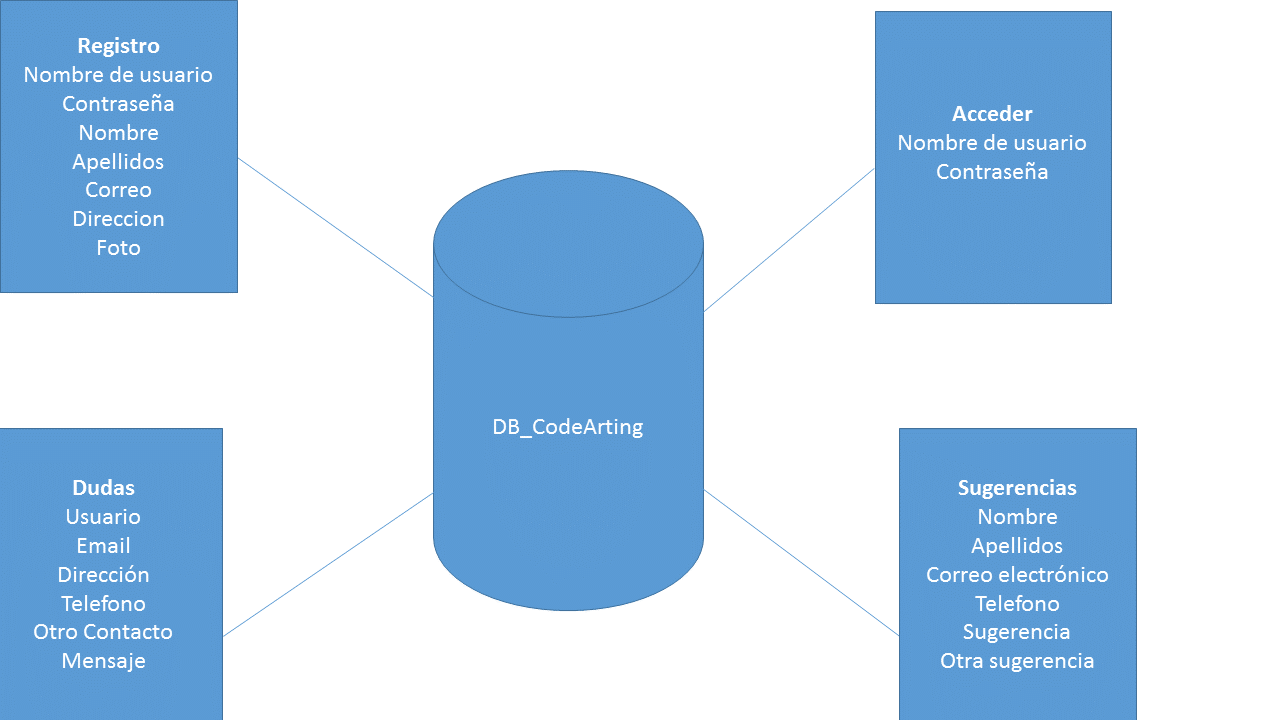 Registro
Nombre de usuario
Contraseña
Nombre
Apellidos
Correo
Direccion
Foto
Acceder
Nombre de usuario
Contraseña
DB_CodeArting
Dudas
Usuario
Email
Dirección
Telefono
Otro Contacto
Mensaje
Sugerencias
Nombre
Apellidos
Correo electrónico
Telefono
Sugerencia
Otra sugerencia